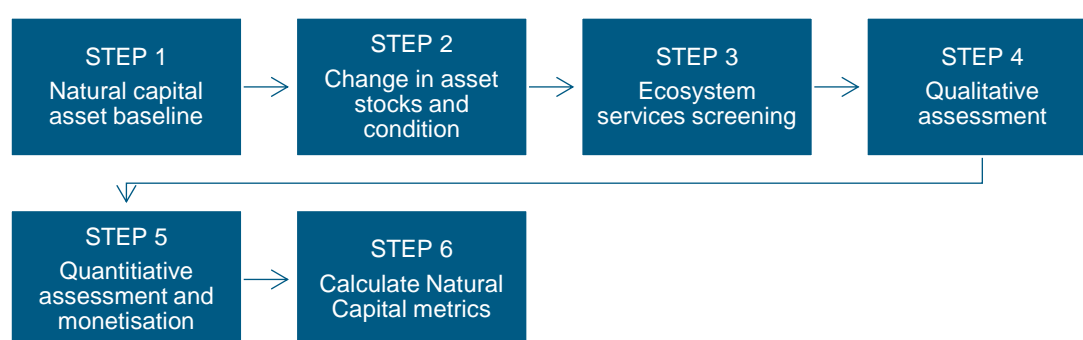 STEP 1
Natural capital
asset baseline
STEP 2
Change in asset
stocks and
condition
STEP 3
Ecosystem
services screening
STEP 4
Qualitative
assessment
STEP 5
Quantitiative
assessment and
monetisation
STEP 6
Calculate Natural
Capital metrics